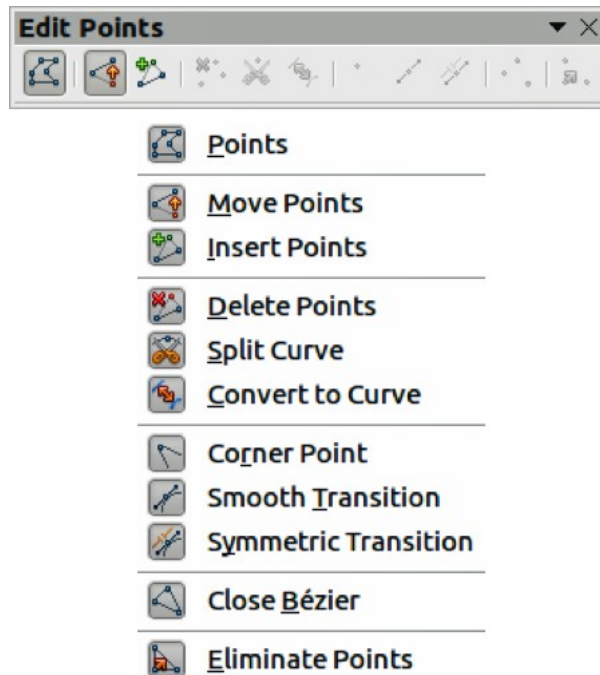 Edit Points
Points
Move Points
Insert Points
Delete Points
Split Curve
Convert to Curve
Corner Point
Smooth Transition
Symmetric Transition
Close Bézier
Eliminate Points